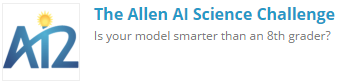 Ai2
The Allen AI Science Challenge
Is your model smarter than an 8th grader?